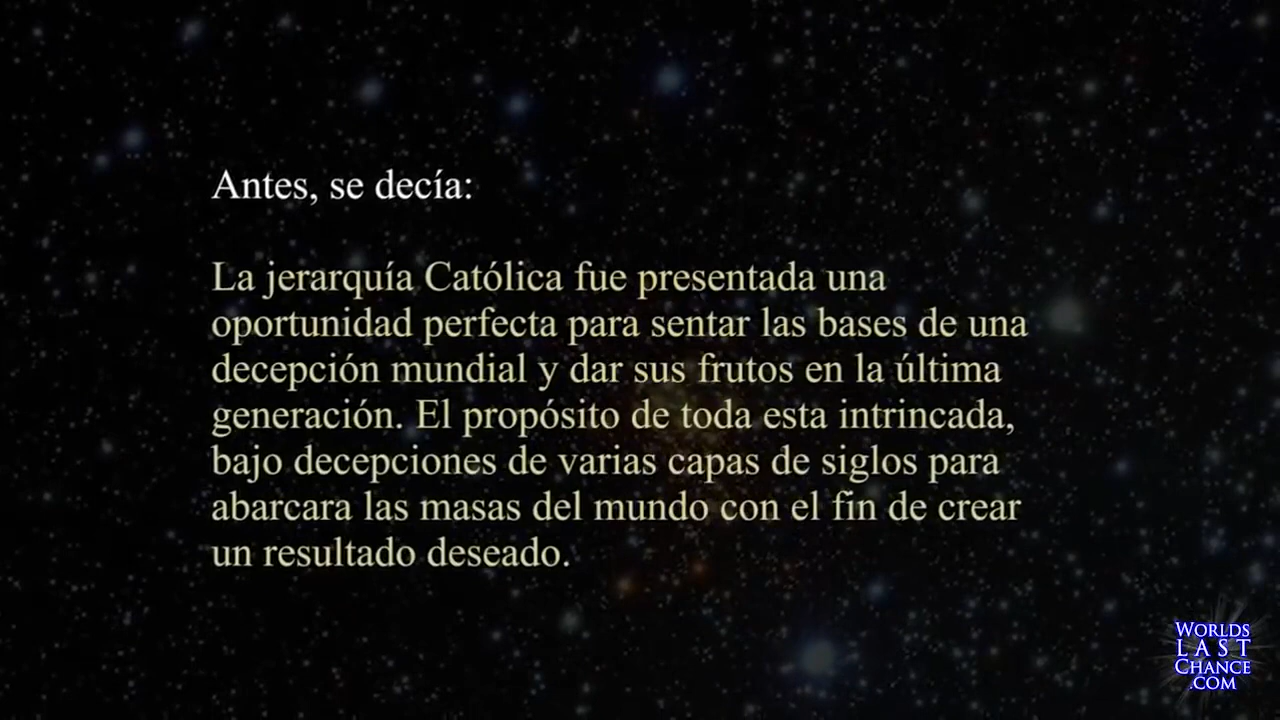 Antes, se decía:
La jerarquía Católica fue presentada una
oportunidad perfecta para sentar las bases de una
decepción mundial y dar sus frutos en la última
generación. El propósito de toda esta intrincada,
bajo decepciones de varias capas de siglos para
abarcara las masas del mundo con el fin de crear
un resultado deseado.
WORLDS
LAST
CHANCE
.COM